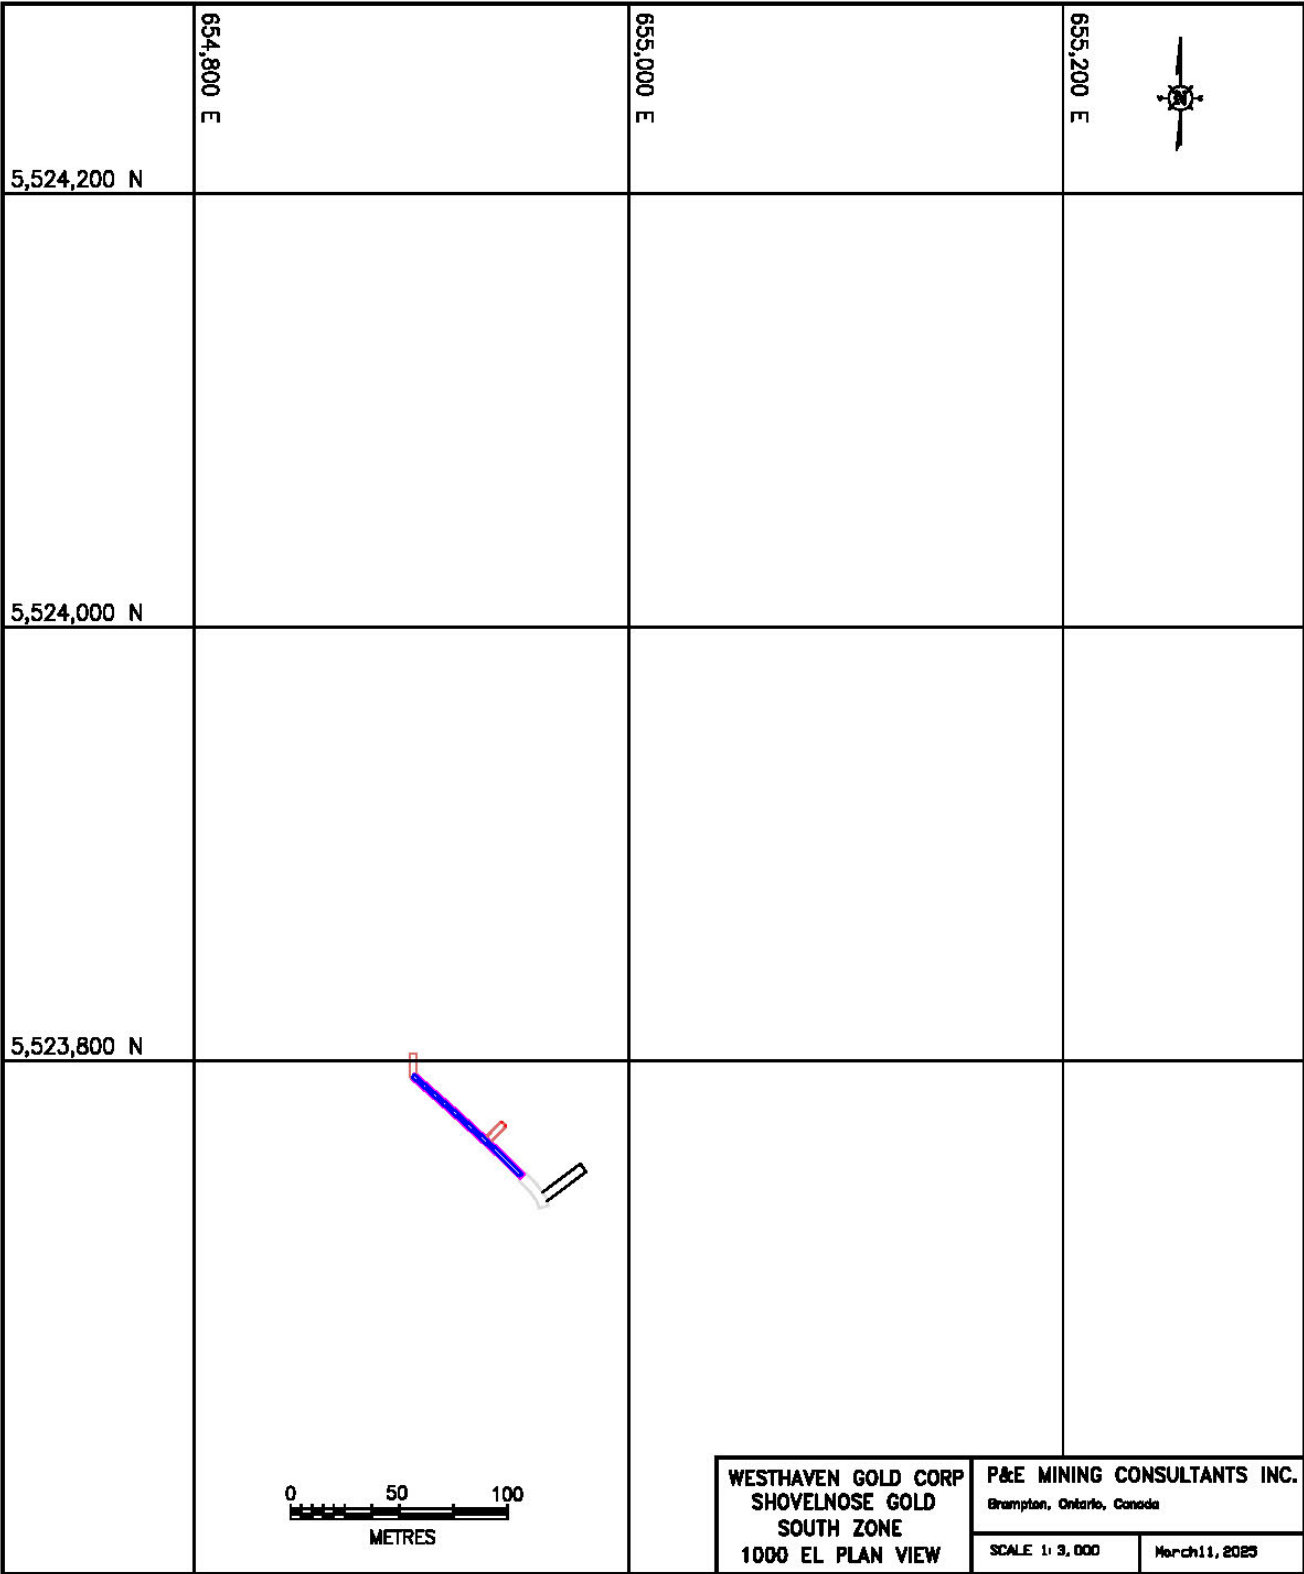 654,800 E
655,000 E
655,200 E
N
5,524,200 N
5,524,000 N
5,523,800 N
0 50 100
METRES
WESTHAVEN GOLD CORP
SHOVELNOSE GOLD
SOUTH ZONE
1000 EL PLAN VIEW
P&E MINING CONSULTANTS INC.
Brampton, Ontario, Canada
SCALE 1: 3,000
March11, 2025